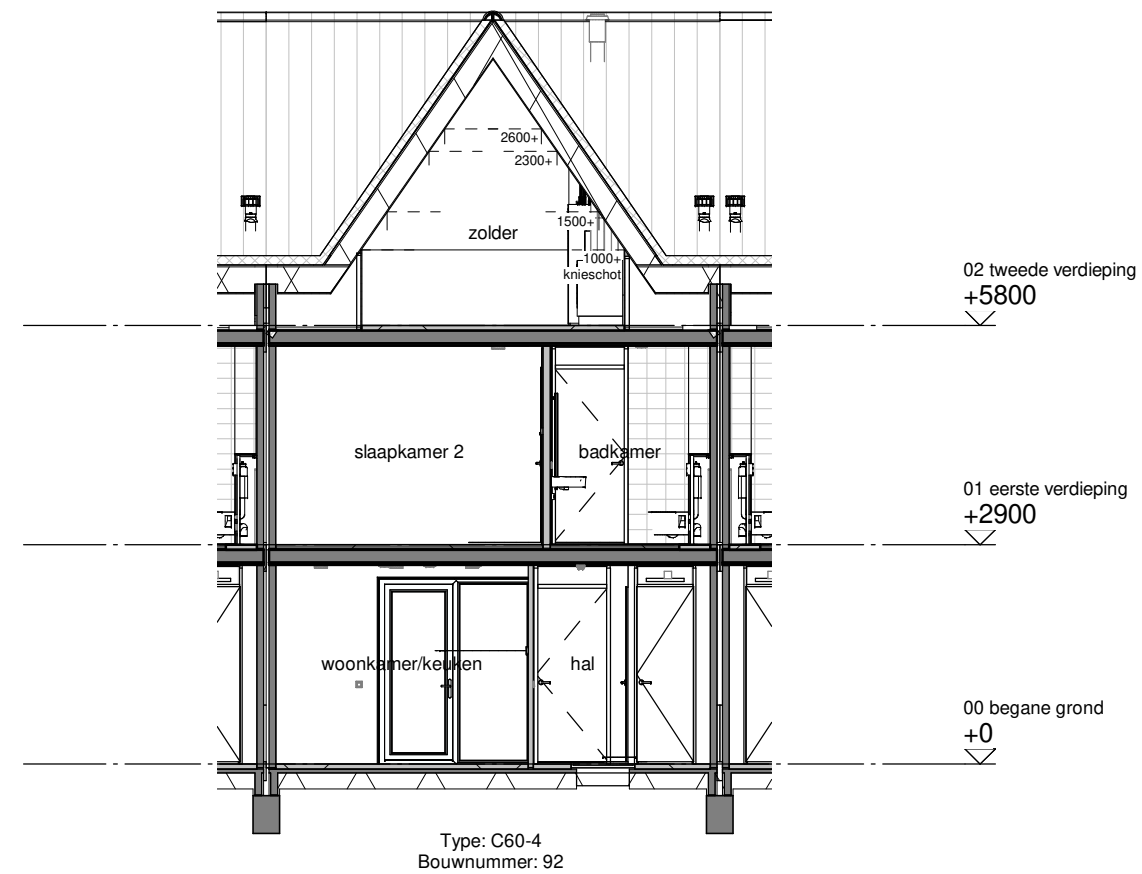 2600+
2300+
1500+
zolder
1000+
knieschot
02 tweede verdieping
+5800
slaapkamer 2
badkamer
01 eerste verdieping
+2900
woonkamer/keuken
hal
00 begane grond
+0
Type: C60-4
Bouwnummer: 92